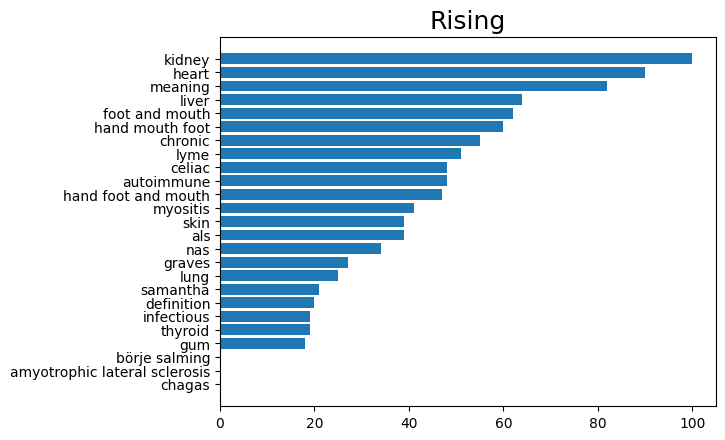 Rising
kidney
heart
meaning
liver
foot and mouth
hand mouth foot
chronic
lyme
celiac
autoimmune
hand foot and mouth
myositis
skin
als
nas
graves
lung
samantha
definition
infectious
thyroid
gum
börje salming
amyotrophic lateral sclerosis
chagas
0 20 40 60 80 100